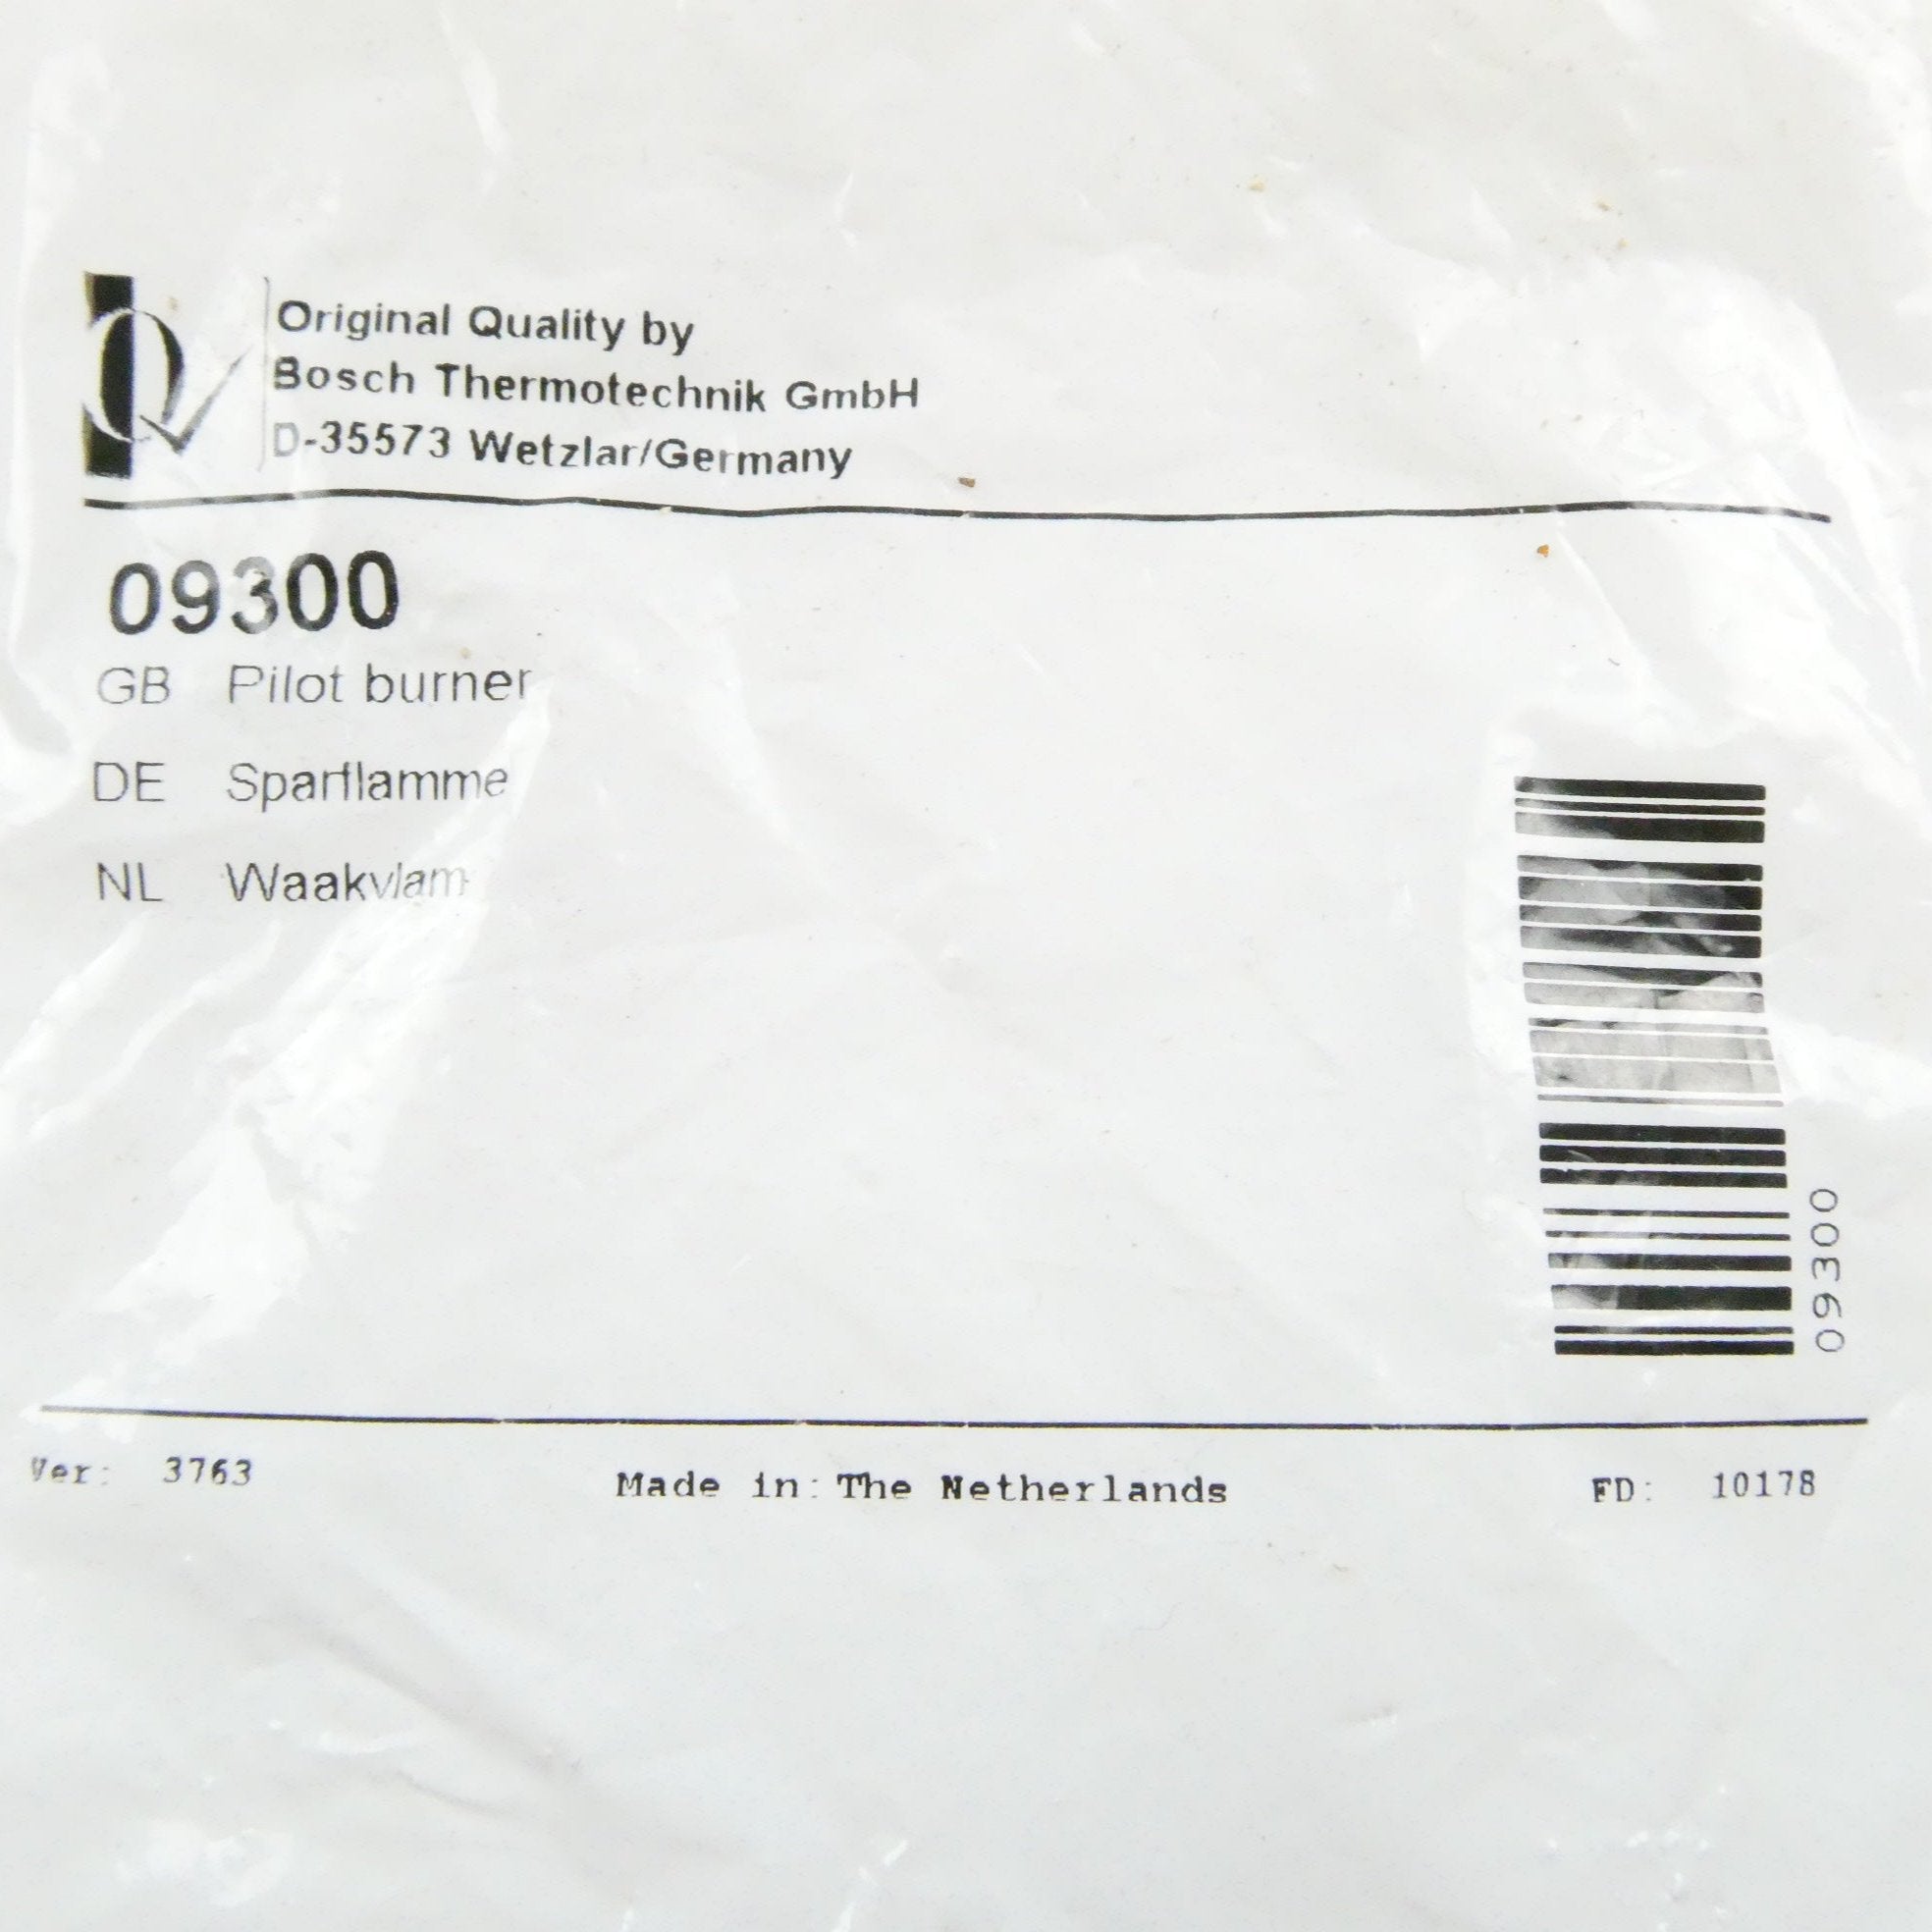 Original Quality by
Bosch Thermotechnik GmbH
D-35573 Wetzlar/Germany
09300
GB Pilot burner
DE Sparflamme
NL Waakvlam
09300
Ver: 3763 Made in: The Netherlands FD: 10178